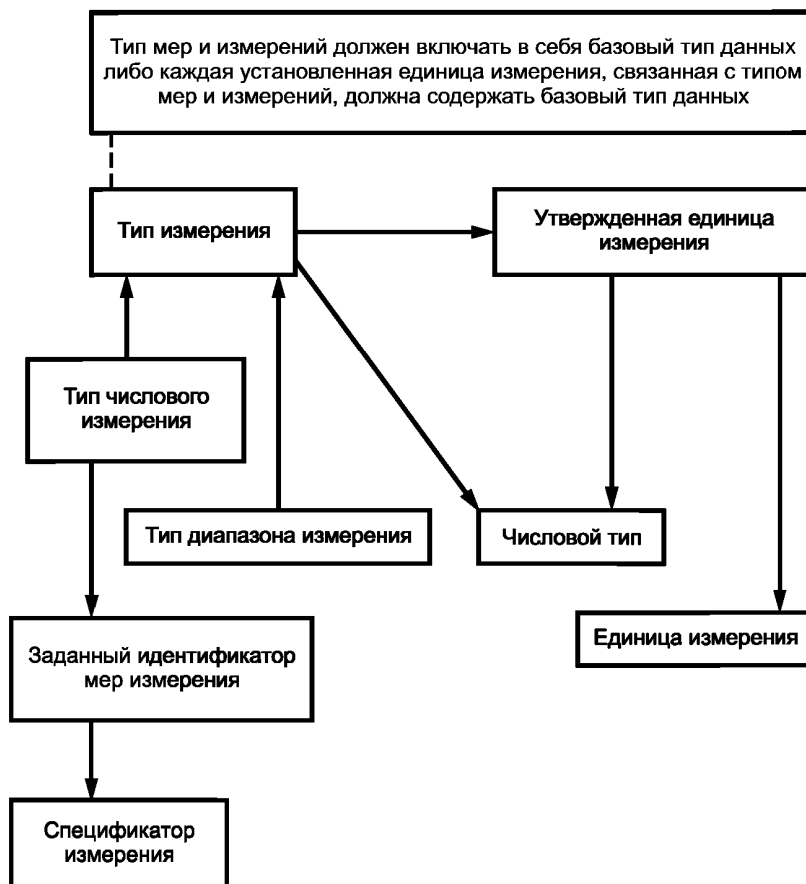 Тип мер и измерений должен включать в себя базовый тип данных
либо каждая установленная единица измерения, связанная с типом
мер и измерений, должна содержать базовый тип данных
Тип измерения
Утвержденная единица
измерения
Тип числового
измерения
Тип диапазона измерения
Числовой тип
Заданный идентификатор
мер измерения
Единица измерения
Спецификатор
измерения